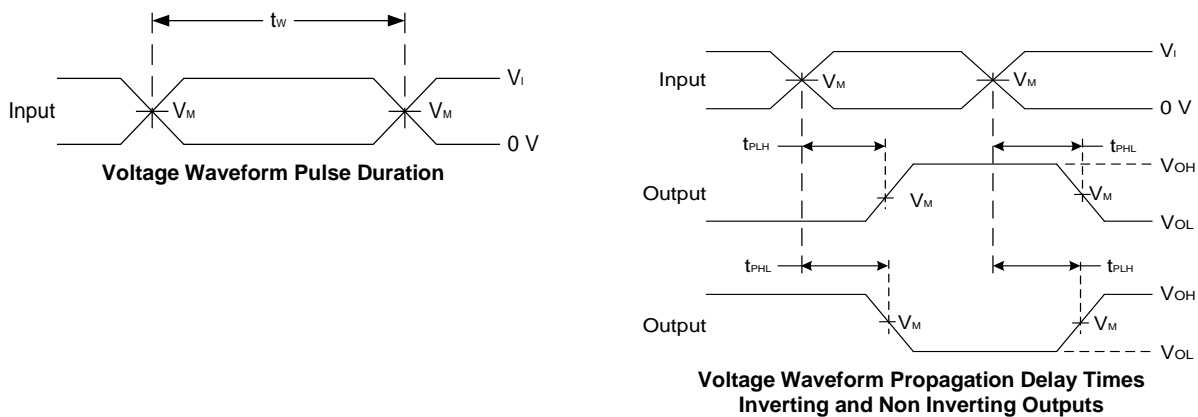 tW
Input
VM
VM
VI
0 V
Voltage Waveform Pulse Duration
Input
VM
VM
VI
0 V
tPLH
tPHL
Output
VM
VM
VOH
VOL
tPHL
tPLH
Output
VM
VM
VOH
VOL
Voltage Waveform Propagation Delay Times
Inverting and Non Inverting Outputs